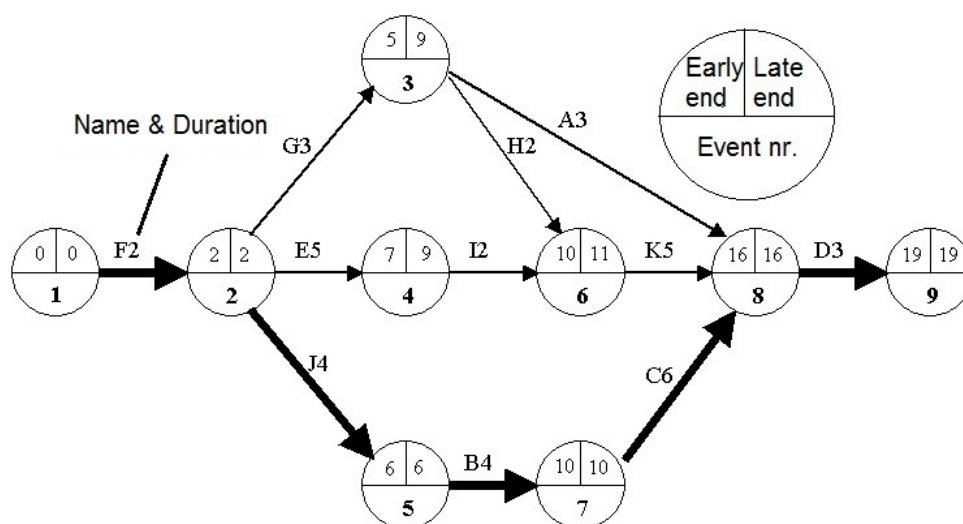 5 9
3
Early Late
end end
Event nr.
Name & Duration
G3
H2
A3
0 0
1
F2
2 2
2
E5
7 9
4
I2
10 11
6
K5
16 16
8
D3
19 19
9
J4
C6
6 6
5
B4
10 10
7